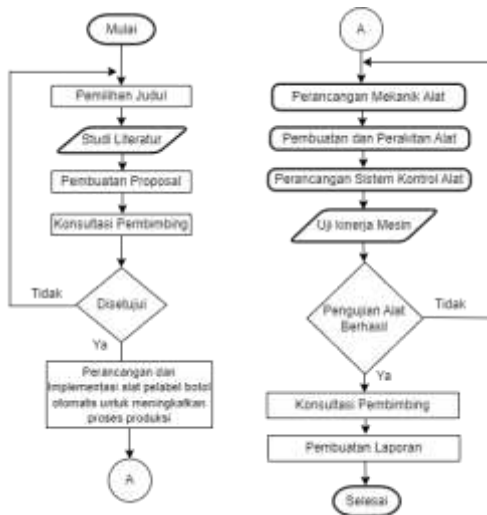 Mulai
Pemilihan Judul
Studi Literatur
Pembuatan Proposal
Konsultasi Pembimbing
Tidak
Disetujui
Ya
Perancangan dan
Implementasi alat pelabel botol
otomatis untuk meningkatkan
proses produksi
A
A
Perancangan Mekanik Alat
Pembuatan dan Perakitan Alat
Perancangan Sistem Kontrol Alat
Uji kinerja Mesin
Pengujian Alat
Berhasil
Tidak
Ya
Konsultasi Pembimbing
Pembuatan Laporan
Selesai